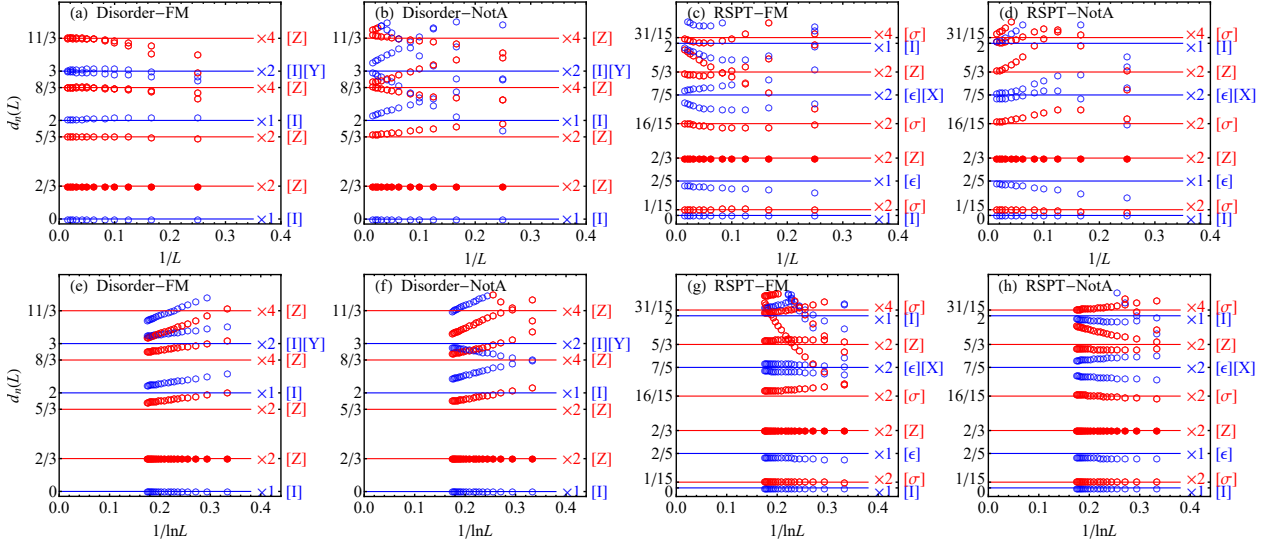 (a) Disorder−FM
11/3 ×4 [Z]
3 ×2 [I][Y]
8/3 ×4 [Z]
2 ×1 [I]
5/3 ×2 [Z]
2/3 ×2 [Z]
0 ×1 [I]
dn(L)
0.0 0.1 0.2 0.3 0.4
1/L
(b) Disorder−NotA
11/3 ×4 [Z]
3 ×2 [I][Y]
8/3 ×4 [Z]
2 ×1 [I]
5/3 ×2 [Z]
2/3 ×2 [Z]
0 ×1 [I]
0.0 0.1 0.2 0.3 0.4
1/L
(c) RSPT−FM
31/15 ×4 [σ]
2 ×1 [I]
5/3 ×2 [Z]
7/5 ×2 [ϵ][X]
16/15 ×2 [σ]
2/3 ×2 [Z]
2/5 ×1 [ϵ]
1/15 ×2 [σ]
0 ×1 [I]
0.0 0.1 0.2 0.3 0.4
1/L
(d) RSPT−NotA
31/15 ×4 [σ]
2 ×1 [I]
5/3 ×2 [Z]
7/5 ×2 [ϵ][X]
16/15 ×2 [σ]
2/3 ×2 [Z]
2/5 ×1 [ϵ]
1/15 ×2 [σ]
0 ×1 [I]
0.0 0.1 0.2 0.3 0.4
1/L
(e) Disorder−FM
11/3 ×4 [Z]
3 ×2 [I][Y]
8/3 ×4 [Z]
2 ×1 [I]
5/3 ×2 [Z]
2/3 ×2 [Z]
0 ×1 [I]
dn(L)
0.0 0.1 0.2 0.3 0.4
1/lnL
(f) Disorder−NotA
11/3 ×4 [Z]
3 ×2 [I][Y]
8/3 ×4 [Z]
2 ×1 [I]
5/3 ×2 [Z]
2/3 ×2 [Z]
0 ×1 [I]
0.0 0.1 0.2 0.3 0.4
1/lnL
(g) RSPT−FM
31/15 ×4 [σ]
2 ×1 [I]
5/3 ×2 [Z]
7/5 ×2 [ϵ][X]
16/15 ×2 [σ]
2/3 ×2 [Z]
2/5 ×1 [ϵ]
1/15 ×2 [σ]
0 ×1 [I]
0.0 0.1 0.2 0.3 0.4
1/lnL
(h) RSPT−NotA
31/15 ×4 [σ]
2 ×1 [I]
5/3 ×2 [Z]
7/5 ×2 [ϵ][X]
16/15 ×2 [σ]
2/3 ×2 [Z]
2/5 ×1 [ϵ]
1/15 ×2 [σ]
0 ×1 [I]
0.0 0.1 0.2 0.3 0.4
1/lnL